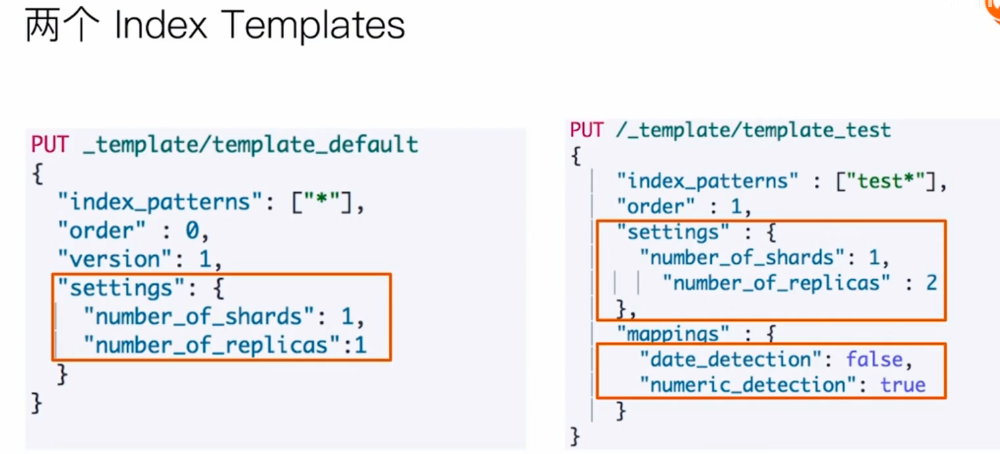 两个 Index Templates
PUT _template/template_default
{
"index_patterns": ["*"],
"order" : 0,
"version": 1,
"settings": {
"number_of_shards": 1,
"number_of_replicas":1
}
}
PUT /_template/template_test
{
"index_patterns" : ["test*"],
"order" : 1,
"settings" : {
"number_of_shards": 1,
"number_of_replicas" : 2
},
"mappings" : {
"date_detection": false,
"numeric_detection": true
}
}